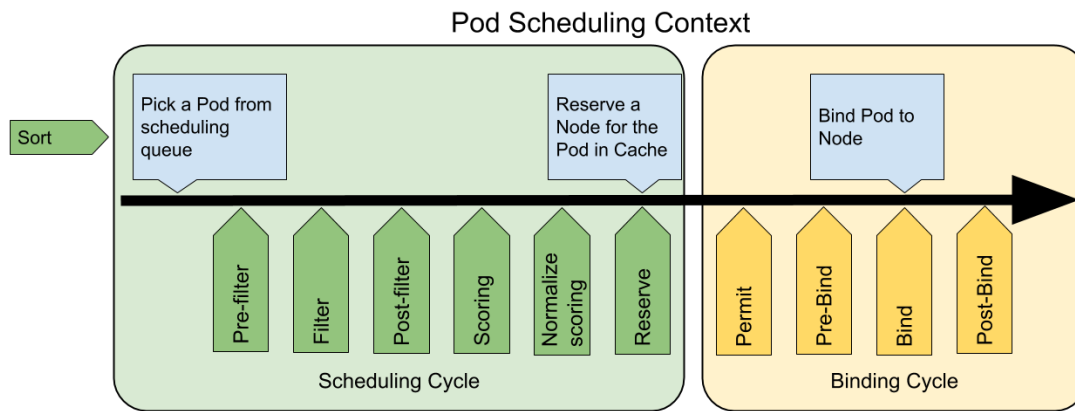 Pod Scheduling Context
Pick a Pod from
scheduling
queue
Reserve a
Node for the
Pod in Cache
Bind Pod to
Node
Sort
Pre-filter
Filter
Post-filter
Scoring
Normalize
scoring
Reserve
Permit
Pre-Bind
Bind
Post-Bind
Scheduling Cycle
Binding Cycle